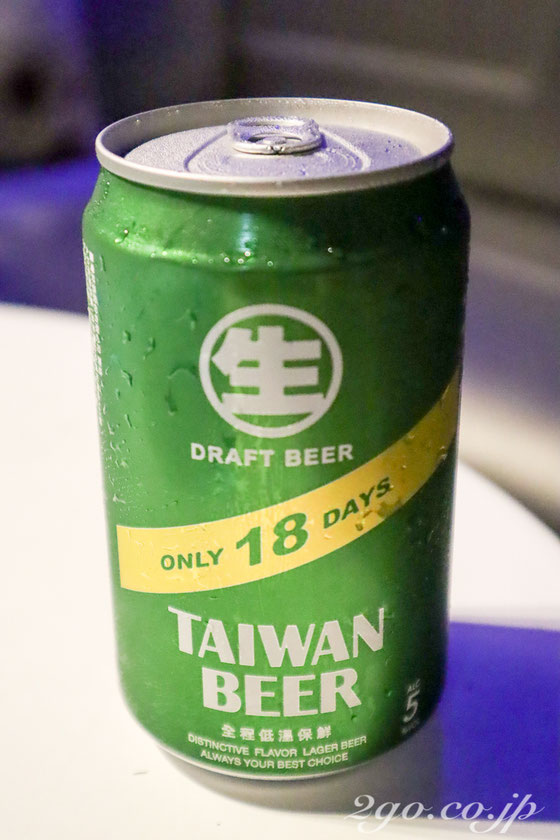 生
DRAFT BEER
ONLY 18 DAYS
TAIWAN
BEER
ALC
5
全程低溫保鮮
DISTINCTIVE FLAVOR LAGER BEER
ALWAYS YOUR BEST CHOICE
2go.co.jp